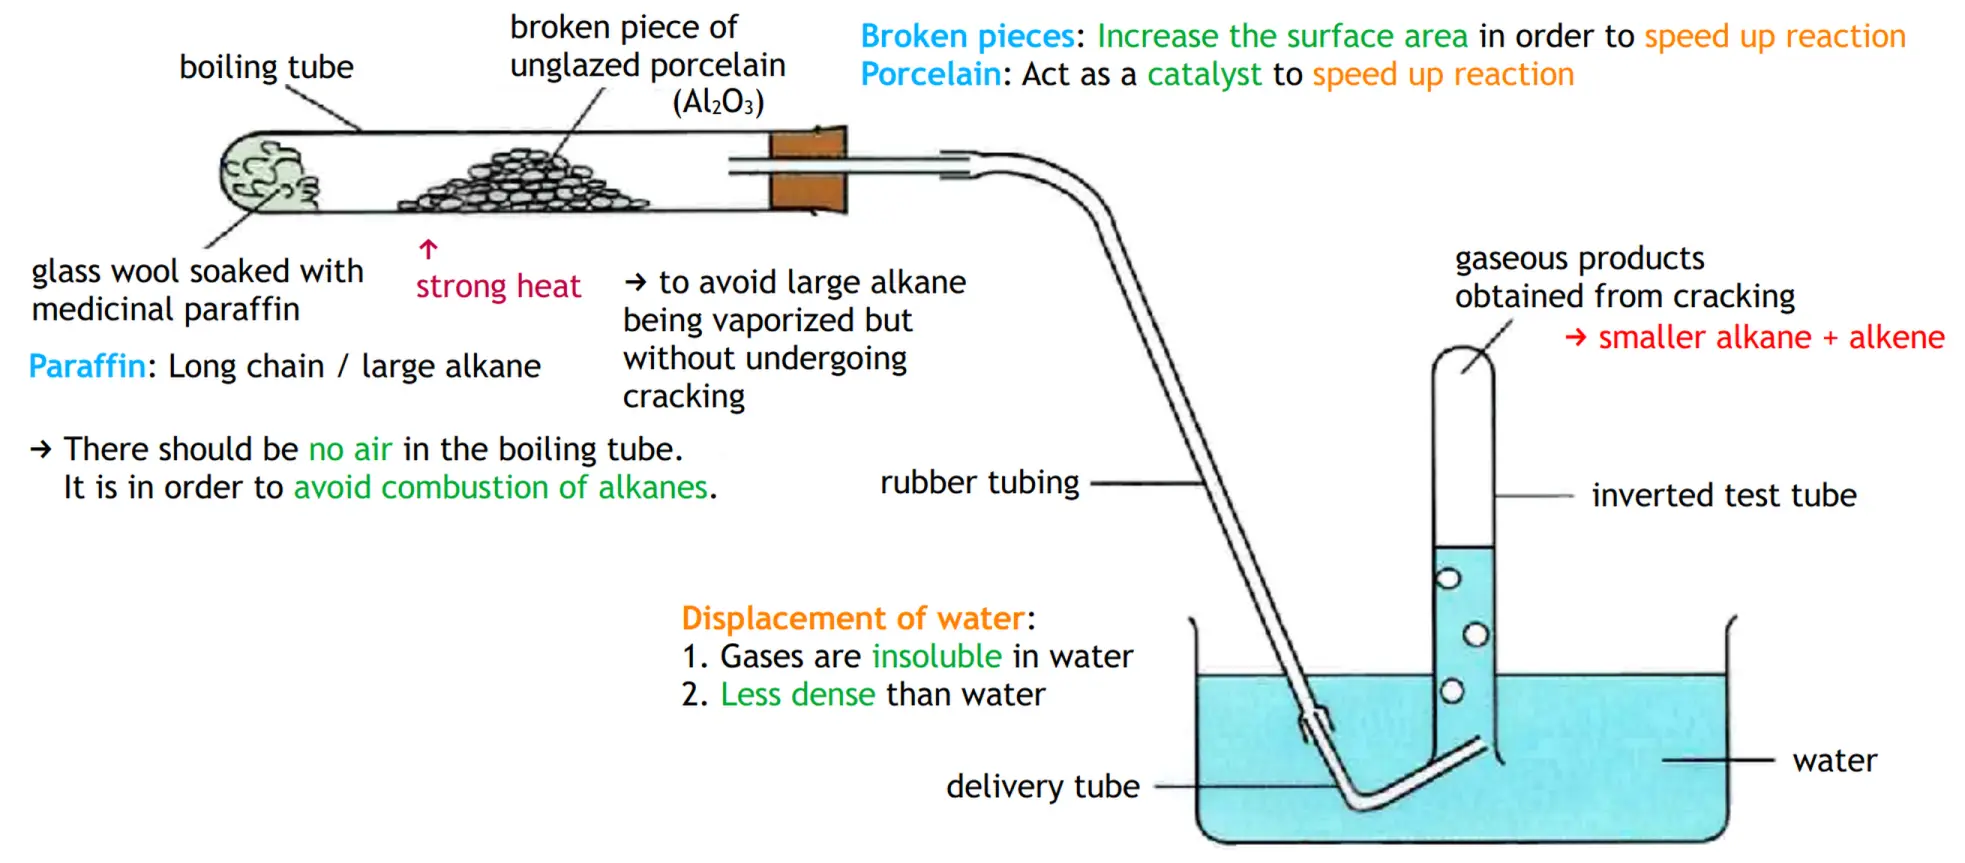 boiling tube
broken piece of
unglazed porcelain
(Al₂O₃)
Broken pieces: Increase the surface area in order to speed up reaction
Porcelain: Act as a catalyst to speed up reaction
glass wool soaked with
medicinal paraffin
↑
strong heat
→ to avoid large alkane
being vaporized but
without undergoing
cracking
Paraffin: Long chain / large alkane
→ There should be no air in the boiling tube.
It is in order to avoid combustion of alkanes.
gaseous products
obtained from cracking
→ smaller alkane + alkene
rubber tubing
inverted test tube
Displacement of water:
1. Gases are insoluble in water
2. Less dense than water
delivery tube
water